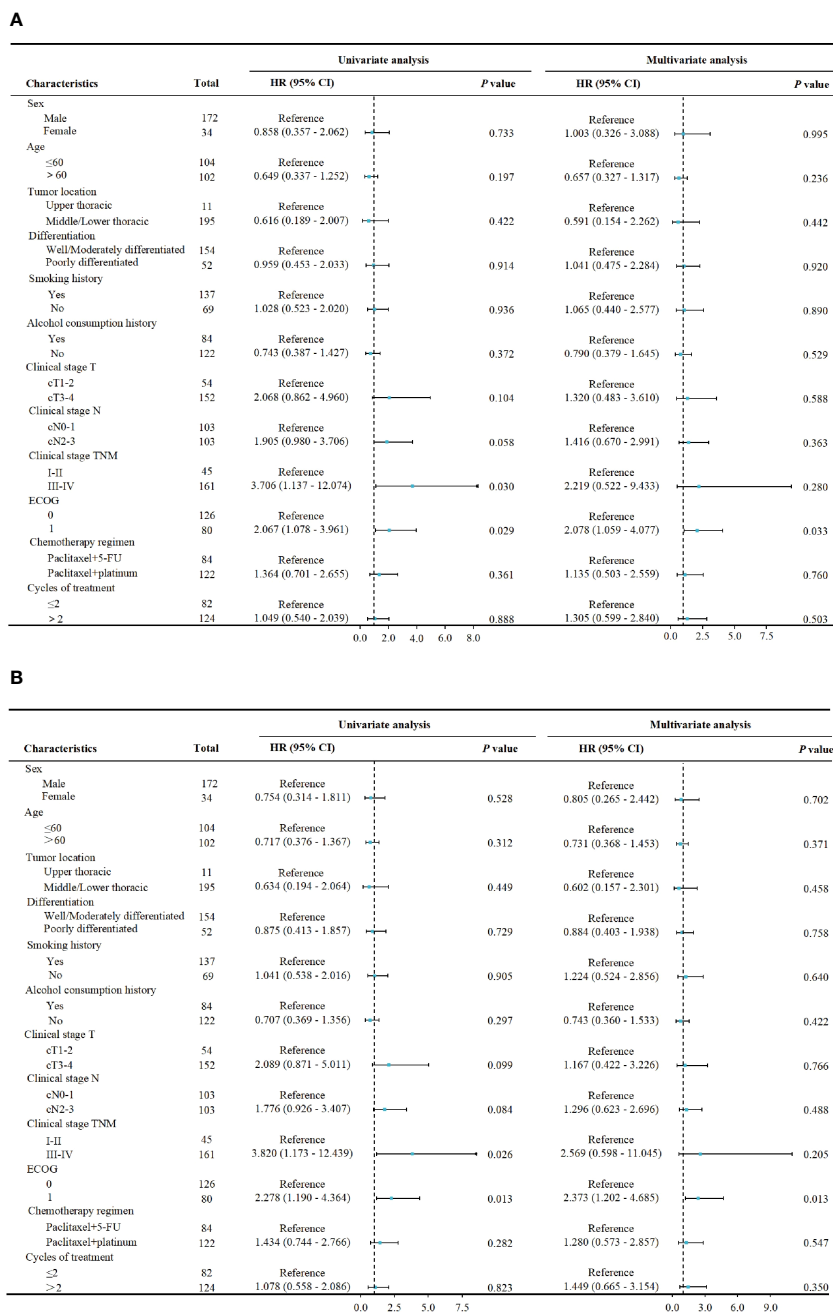 A
Univariate analysis Multivariate analysis
Characteristics Total HR (95% CI) P value HR (95% CI) P value
Sex
Male 172 Reference Reference
Female 34 0.858 (0.357 - 2.062) 0.733 1.003 (0.326 - 3.088) 0.995
Age
≤60 104 Reference Reference
> 60 102 0.649 (0.337 - 1.252) 0.197 0.657 (0.327 - 1.317) 0.236
Tumor location
Upper thoracic 11 Reference Reference
Middle/Lower thoracic 195 0.616 (0.189 - 2.007) 0.422 0.591 (0.154 - 2.262) 0.442
Differentiation
Well/Moderately differentiated 154 Reference Reference
Poorly differentiated 52 0.959 (0.453 - 2.033) 0.914 1.041 (0.475 - 2.284) 0.920
Smoking history
Yes 137 Reference Reference
No 69 1.028 (0.523 - 2.020) 0.936 1.065 (0.440 - 2.577) 0.890
Alcohol consumption history
Yes 84 Reference Reference
No 122 0.743 (0.387 - 1.427) 0.372 0.790 (0.379 - 1.645) 0.529
Clinical stage T
cT1-2 54 Reference Reference
cT3-4 152 2.068 (0.862 - 4.960) 0.104 1.320 (0.483 - 3.610) 0.588
Clinical stage N
cN0-1 103 Reference Reference
cN2-3 103 1.905 (0.980 - 3.706) 0.058 1.416 (0.670 - 2.991) 0.363
Clinical stage TNM
I-II 45 Reference Reference
III-IV 161 3.706 (1.137 - 12.074) 0.030 2.219 (0.522 - 9.433) 0.280
ECOG
0 126 Reference Reference
1 80 2.067 (1.078 - 3.961) 0.029 2.078 (1.059 - 4.077) 0.033
Chemotherapy regimen
Paclitaxel+5-FU 84 Reference Reference
Paclitaxel+platinum 122 1.364 (0.701 - 2.655) 0.361 1.135 (0.503 - 2.559) 0.760
Cycles of treatment
≤2 82 Reference Reference
> 2 124 1.049 (0.540 - 2.039) 0.888 1.305 (0.599 - 2.840) 0.503
0.0 2.0 4.0 6.0 8.0 0.0 2.5 5.0 7.5
B
Univariate analysis Multivariate analysis
Characteristics Total HR (95% CI) P value HR (95% CI) P value
Sex
Male 172 Reference Reference
Female 34 0.754 (0.314 - 1.811) 0.528 0.805 (0.265 - 2.442) 0.702
Age
≤60 104 Reference Reference
>60 102 0.717 (0.376 - 1.367) 0.312 0.731 (0.368 - 1.453) 0.371
Tumor location
Upper thoracic 11 Reference Reference
Middle/Lower thoracic 195 0.634 (0.194 - 2.064) 0.449 0.602 (0.157 - 2.301) 0.458
Differentiation
Well/Moderately differentiated 154 Reference Reference
Poorly differentiated 52 0.875 (0.413 - 1.857) 0.729 0.884 (0.403 - 1.938) 0.758
Smoking history
Yes 137 Reference Reference
No 69 1.041 (0.538 - 2.016) 0.905 1.224 (0.524 - 2.856) 0.640
Alcohol consumption history
Yes 84 Reference Reference
No 122 0.707 (0.369 - 1.356) 0.297 0.743 (0.360 - 1.533) 0.422
Clinical stage T
cT1-2 54 Reference Reference
cT3-4 152 2.089 (0.871 - 5.011) 0.099 1.167 (0.422 - 3.226) 0.766
Clinical stage N
cN0-1 103 Reference Reference
cN2-3 103 1.776 (0.926 - 3.407) 0.084 1.296 (0.623 - 2.696) 0.488
Clinical stage TNM
I-II 45 Reference Reference
III-IV 161 3.820 (1.173 - 12.439) 0.026 2.569 (0.598 - 11.045) 0.205
ECOG
0 126 Reference Reference
1 80 2.278 (1.190 - 4.364) 0.013 2.373 (1.202 - 4.685) 0.013
Chemotherapy regimen
Paclitaxel+5-FU 84 Reference Reference
Paclitaxel+platinum 122 1.434 (0.744 - 2.766) 0.282 1.280 (0.573 - 2.857) 0.547
Cycles of treatment
≤2 82 Reference Reference
>2 124 1.078 (0.558 - 2.086) 0.823 1.449 (0.665 - 3.154) 0.350
0.0 2.5 5.0 7.5 0.0 3.0 6.0 9.0